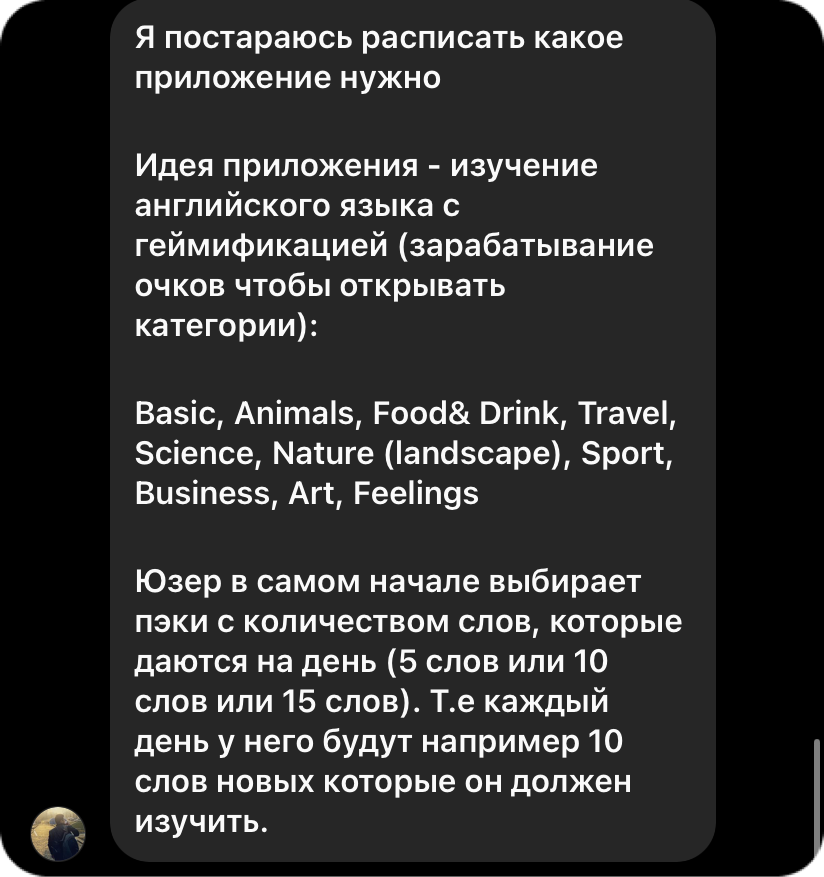 Я постараюсь расписать какое
приложение нужно
Идея приложения - изучение
английского языка с
геймификацией (зарабатывание
очков чтобы открывать
категории):
Basic, Animals, Food& Drink, Travel,
Science, Nature (landscape), Sport,
Business, Art, Feelings
Юзер в самом начале выбирает
пэки с количеством слов, которые
даются на день (5 слов или 10
слов или 15 слов). Т.е каждый
день у него будут например 10
слов новых которые он должен
изучить.